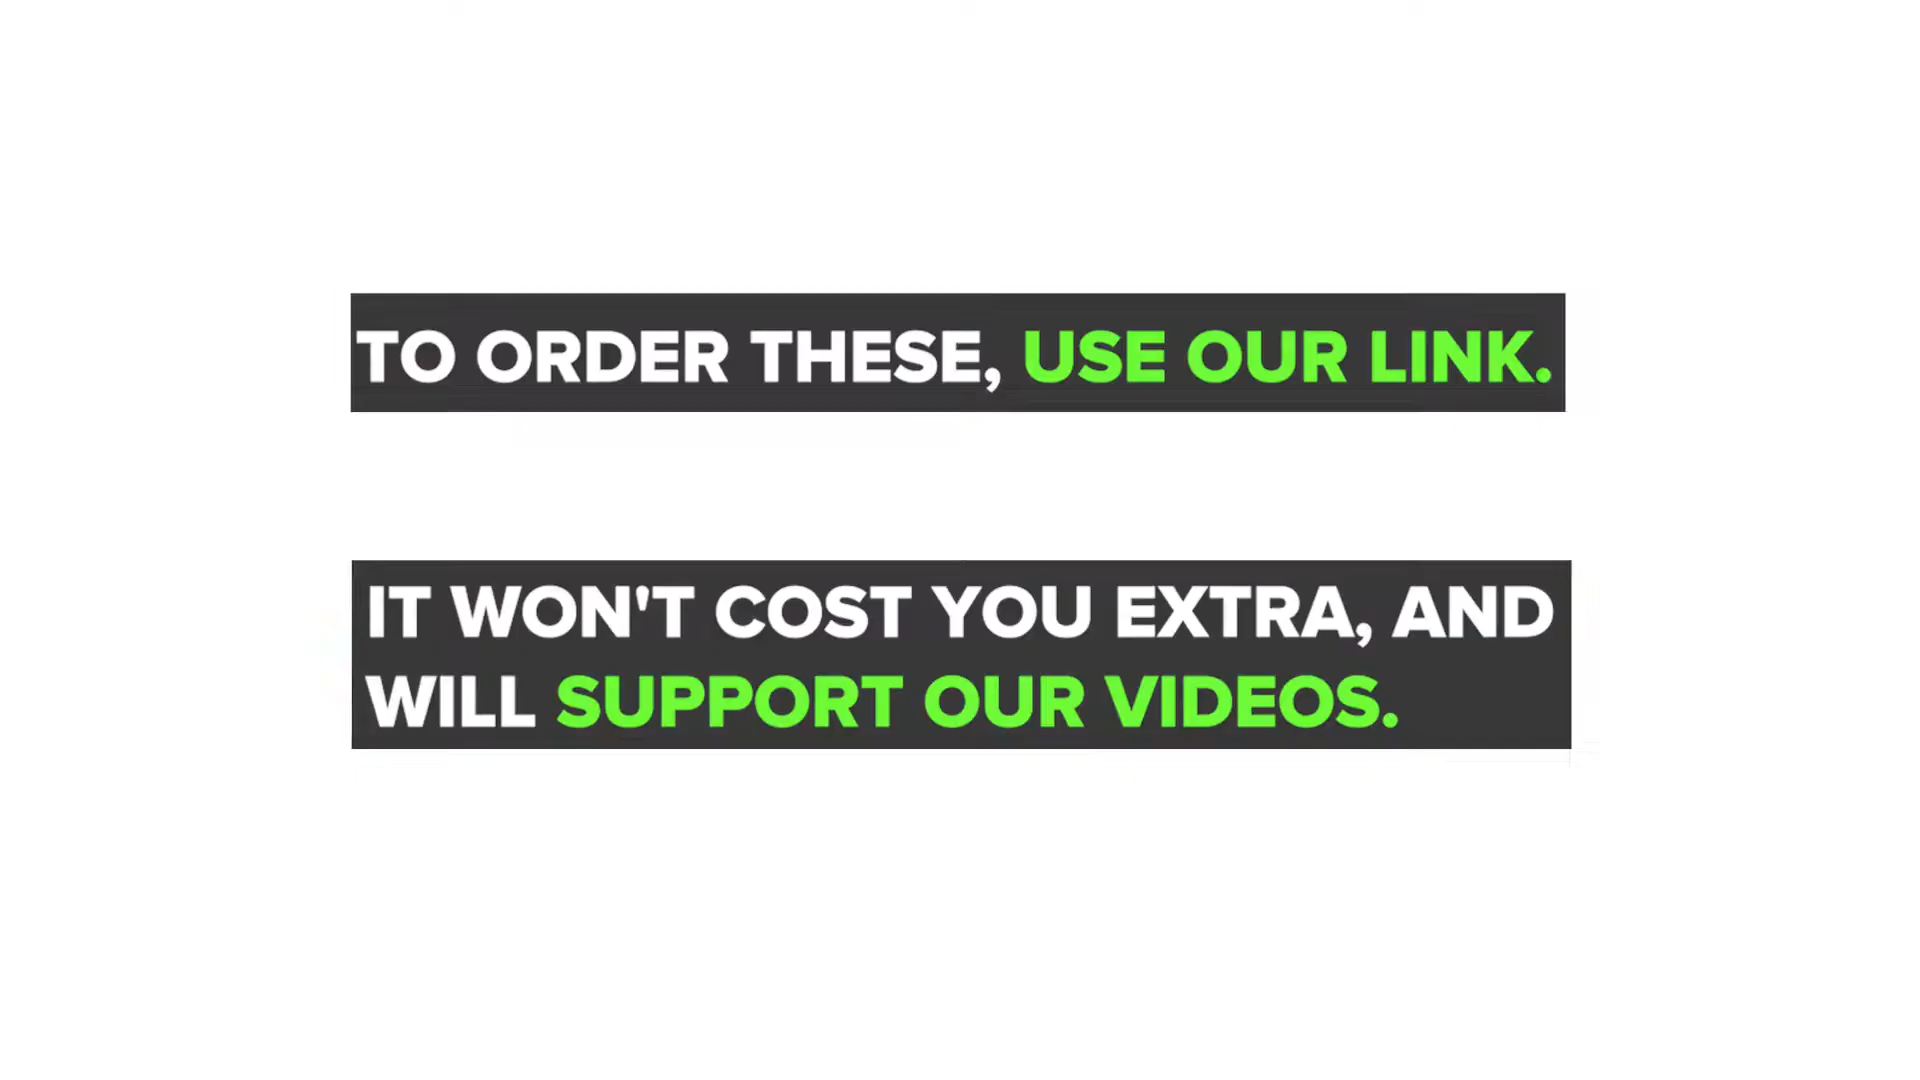 TO ORDER THESE, USE OUR LINK.
IT WON'T COST YOU EXTRA, AND
WILL SUPPORT OUR VIDEOS.